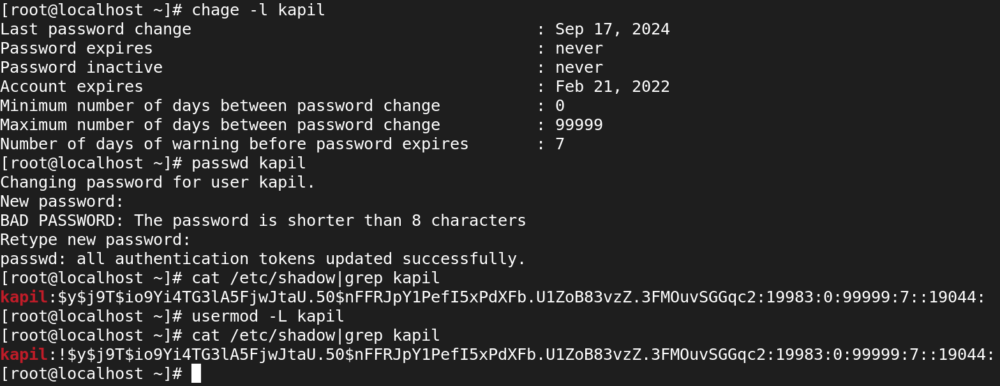 [root@localhost ~]# chage -l kapil
Last password change                                    : Sep 17, 2024
Password expires                                        : never
Password inactive                                       : never
Account expires                                         : Feb 21, 2022
Minimum number of days between password change          : 0
Maximum number of days between password change          : 99999
Number of days of warning before password expires       : 7
[root@localhost ~]# passwd kapil
Changing password for user kapil.
New password:
BAD PASSWORD: The password is shorter than 8 characters
Retype new password:
passwd: all authentication tokens updated successfully.
[root@localhost ~]# cat /etc/shadow|grep kapil
kapil:$y$j9T$io9Yi4TG3lA5FjwJtaU.50$nFFRJpY1PefI5xPdXFb.U1ZoB83vzZ.3FMOuvSGGqc2:19983:0:99999:7::19044:
[root@localhost ~]# usermod -L kapil
[root@localhost ~]# cat /etc/shadow|grep kapil
kapil:!$y$j9T$io9Yi4TG3lA5FjwJtaU.50$nFFRJpY1PefI5xPdXFb.U1ZoB83vzZ.3FMOuvSGGqc2:19983:0:99999:7::19044:
[root@localhost ~]#